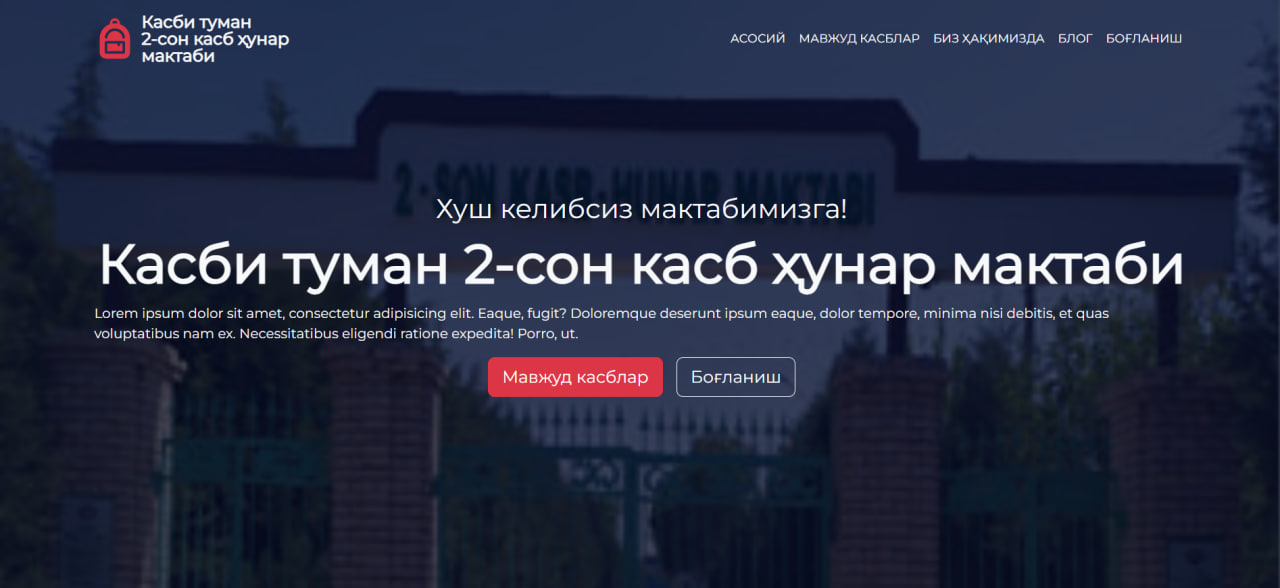 Касби туман
2-сон касб ҳунар
мактаби
АСОСИЙ МАВЖУД КАСБЛАР БИЗ ҲАҚИМИЗДА БЛОГ БОҒЛАНИШ
2-SON KASB-HUNAR MAKTABI
Хуш келибсиз мактабимизга!
Касби туман 2-сон касб ҳунар мактаби
Lorem ipsum dolor sit amet, consectetur adipisicing elit. Eaque, fugit? Doloremque deserunt ipsum eaque, dolor tempore, minima nisi debitis, et quas
voluptatibus nam ex. Necessitatibus eligendi ratione expedita! Porro, ut.
Мавжуд касблар Боғланиш